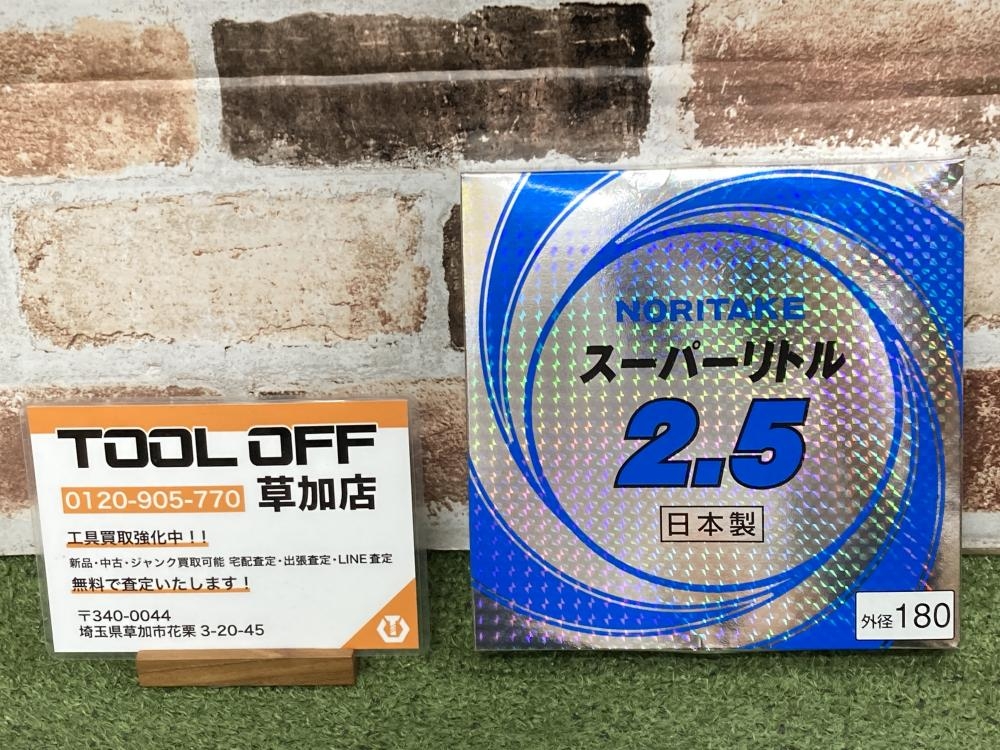 TOOL OFF
0120-905-770 草加店
工具買取強化中！！
新品・中古・ジャンク買取可能 宅配査定・出張査定・LINE査定
無料で査定いたします！
〒340-0044
埼玉県草加市花栗 3-20-45
NORITAKE
スーパーリトル
2.5
日本製
外径180